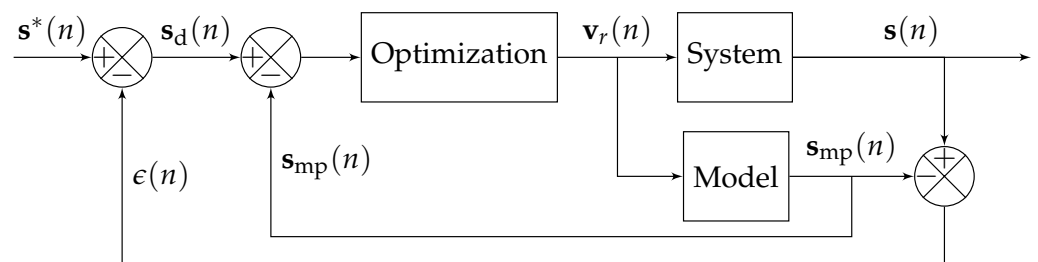 s*(n)
s_d(n)
Optimization
v_r(n)
System
s(n)
+
−
+
−
s_mp(n)
ϵ(n)
Model
s_mp(n)
+
−